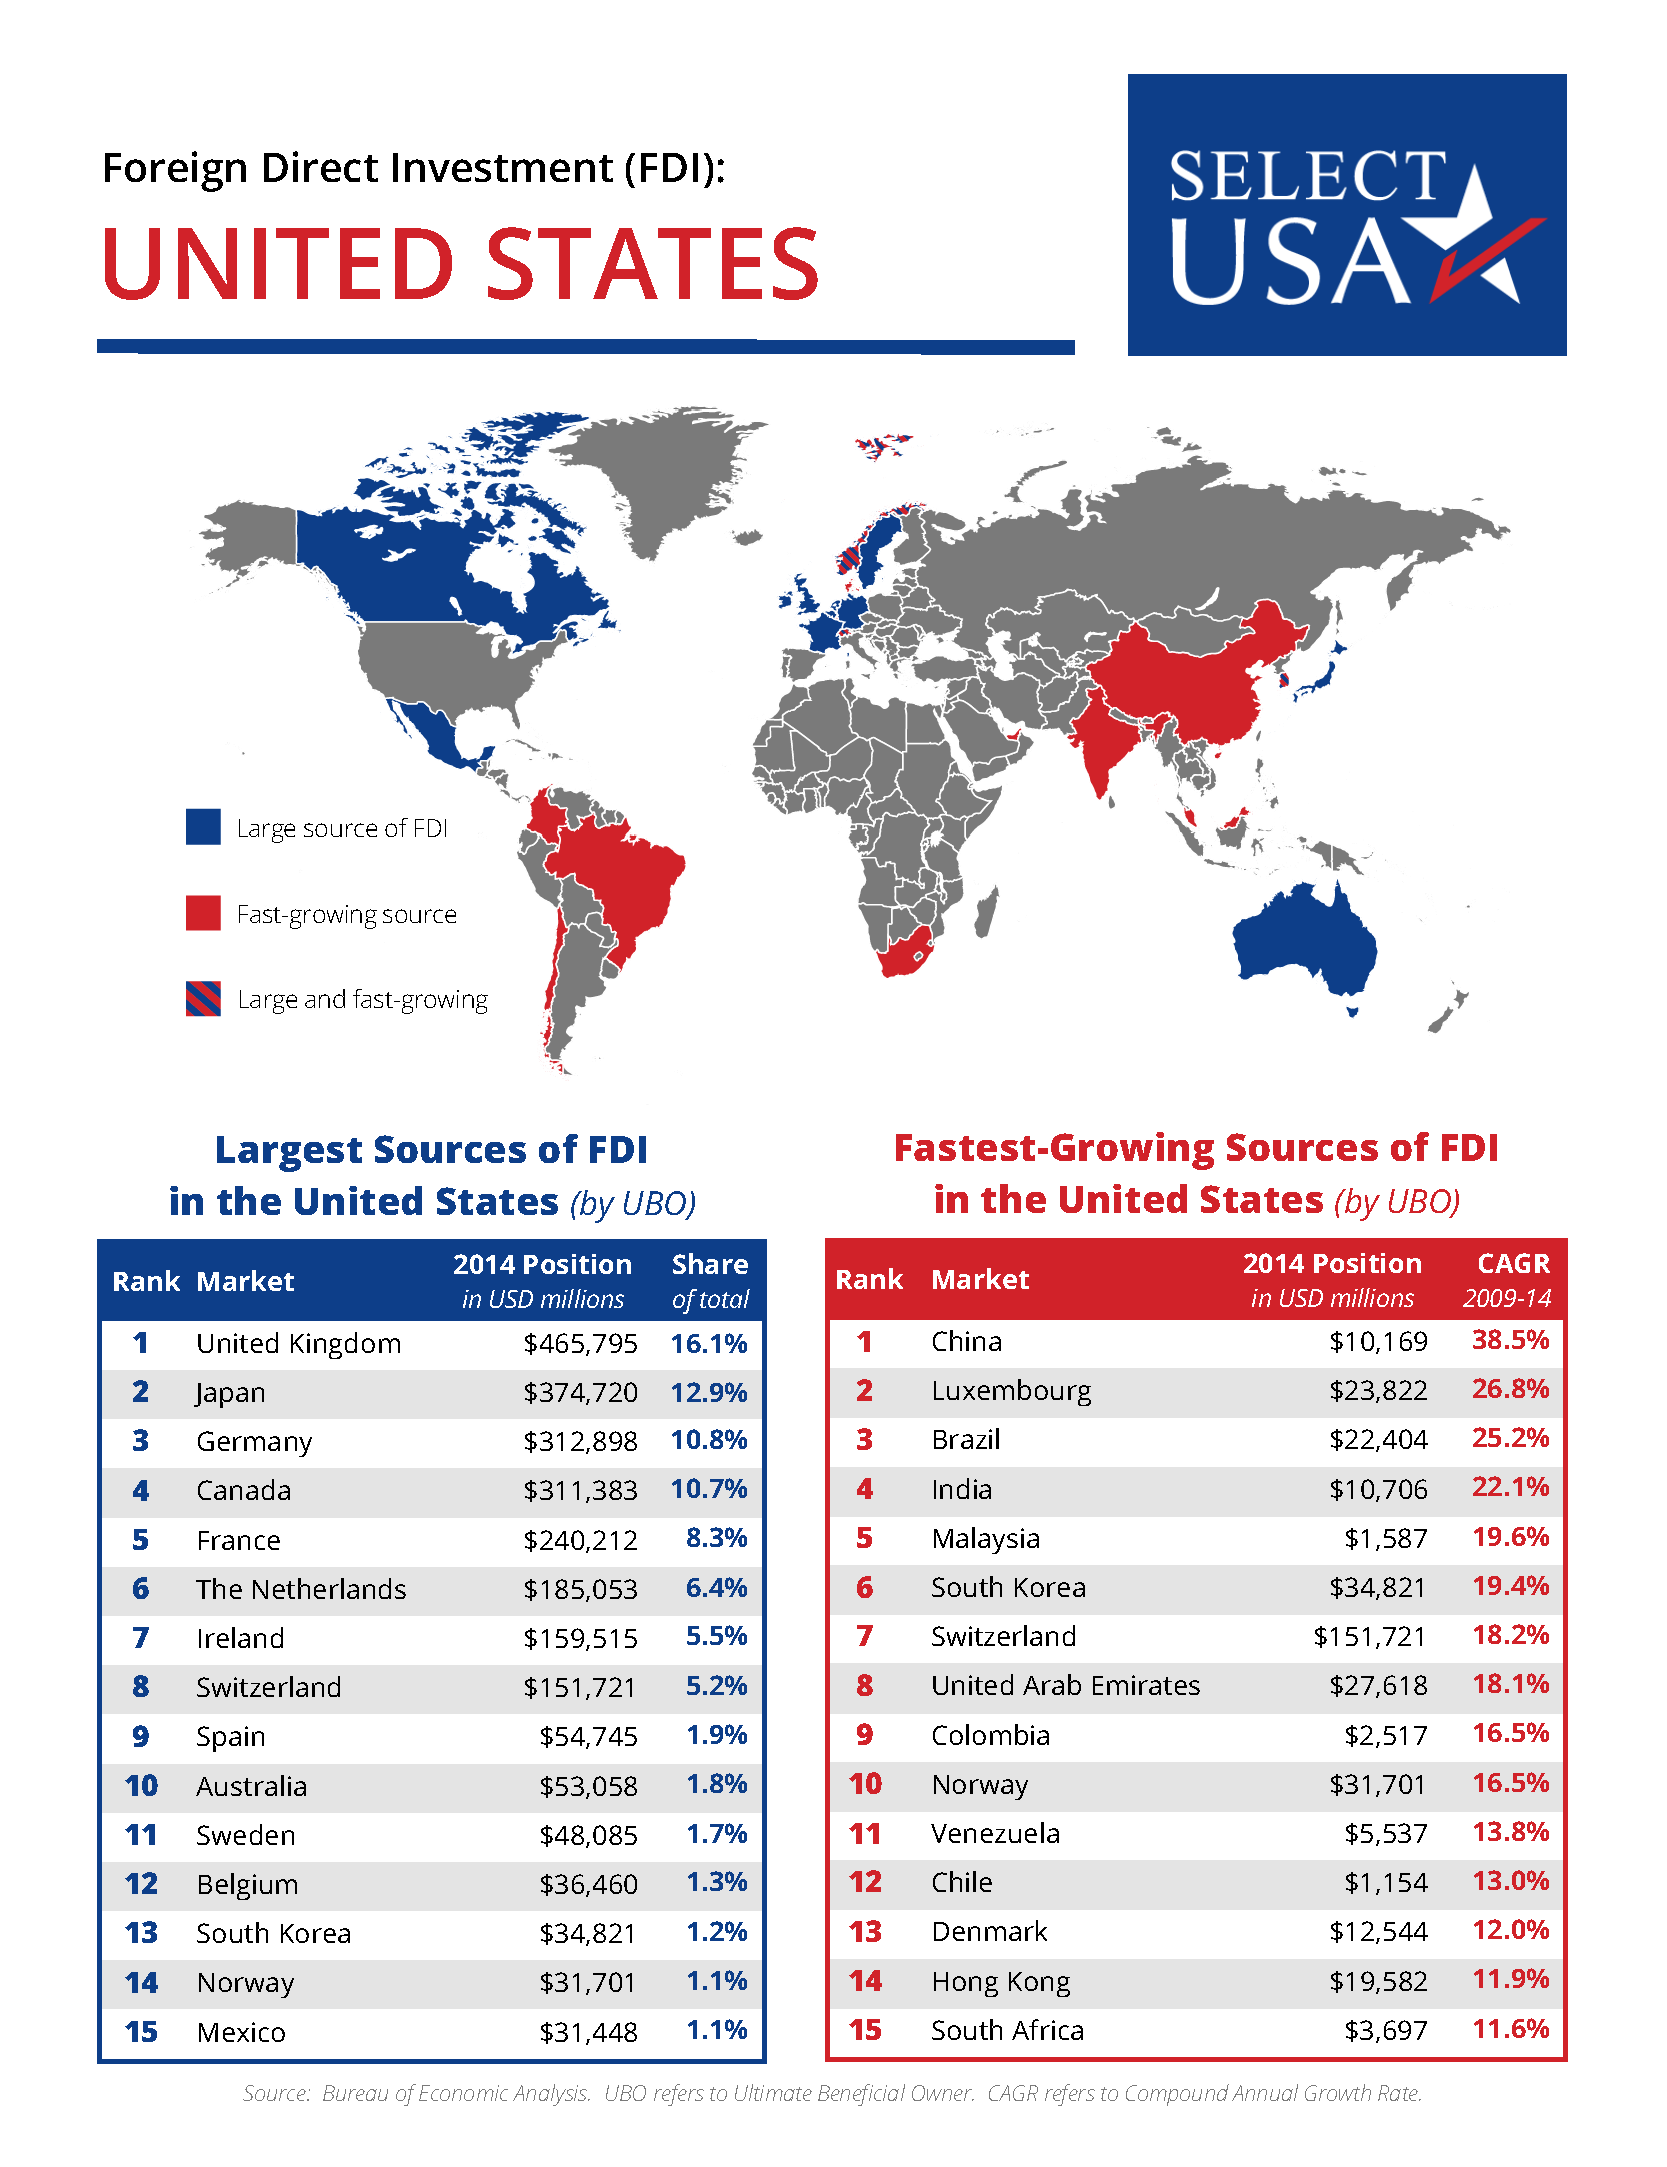 Foreign Direct Investment (FDI):
UNITED STATES
SELECT
USA
Large source of FDI
Fast-growing source
Large and fast-growing
Largest Sources of FDI
in the United States (by UBO)
Rank Market 2014 Position in USD millions Share of total
1 United Kingdom $465,795 16.1%
2 Japan $374,720 12.9%
3 Germany $312,898 10.8%
4 Canada $311,383 10.7%
5 France $240,212 8.3%
6 The Netherlands $185,053 6.4%
7 Ireland $159,515 5.5%
8 Switzerland $151,721 5.2%
9 Spain $54,745 1.9%
10 Australia $53,058 1.8%
11 Sweden $48,085 1.7%
12 Belgium $36,460 1.3%
13 South Korea $34,821 1.2%
14 Norway $31,701 1.1%
15 Mexico $31,448 1.1%
Fastest-Growing Sources of FDI
in the United States (by UBO)
Rank Market 2014 Position in USD millions CAGR 2009-14
1 China $10,169 38.5%
2 Luxembourg $23,822 26.8%
3 Brazil $22,404 25.2%
4 India $10,706 22.1%
5 Malaysia $1,587 19.6%
6 South Korea $34,821 19.4%
7 Switzerland $151,721 18.2%
8 United Arab Emirates $27,618 18.1%
9 Colombia $2,517 16.5%
10 Norway $31,701 16.5%
11 Venezuela $5,537 13.8%
12 Chile $1,154 13.0%
13 Denmark $12,544 12.0%
14 Hong Kong $19,582 11.9%
15 South Africa $3,697 11.6%
Source: Bureau of Economic Analysis. UBO refers to Ultimate Beneficial Owner. CAGR refers to Compound Annual Growth Rate.